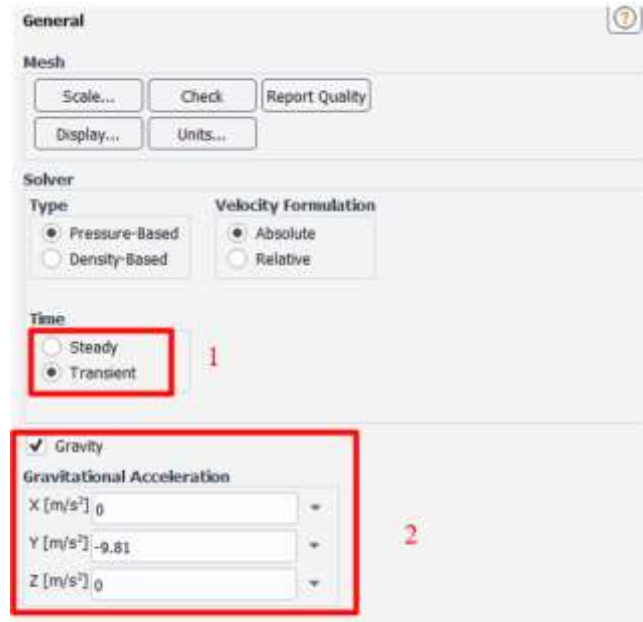 General
?
Mesh
Scale... Check Report Quality
Display... Units...
Solver
Type Velocity Formulation
Pressure-Based Absolute
Density-Based Relative
Time
Steady
Transient
1
Gravity
Gravitational Acceleration
X [m/s²] 0
Y [m/s²] -9.81
Z [m/s²] 0
2